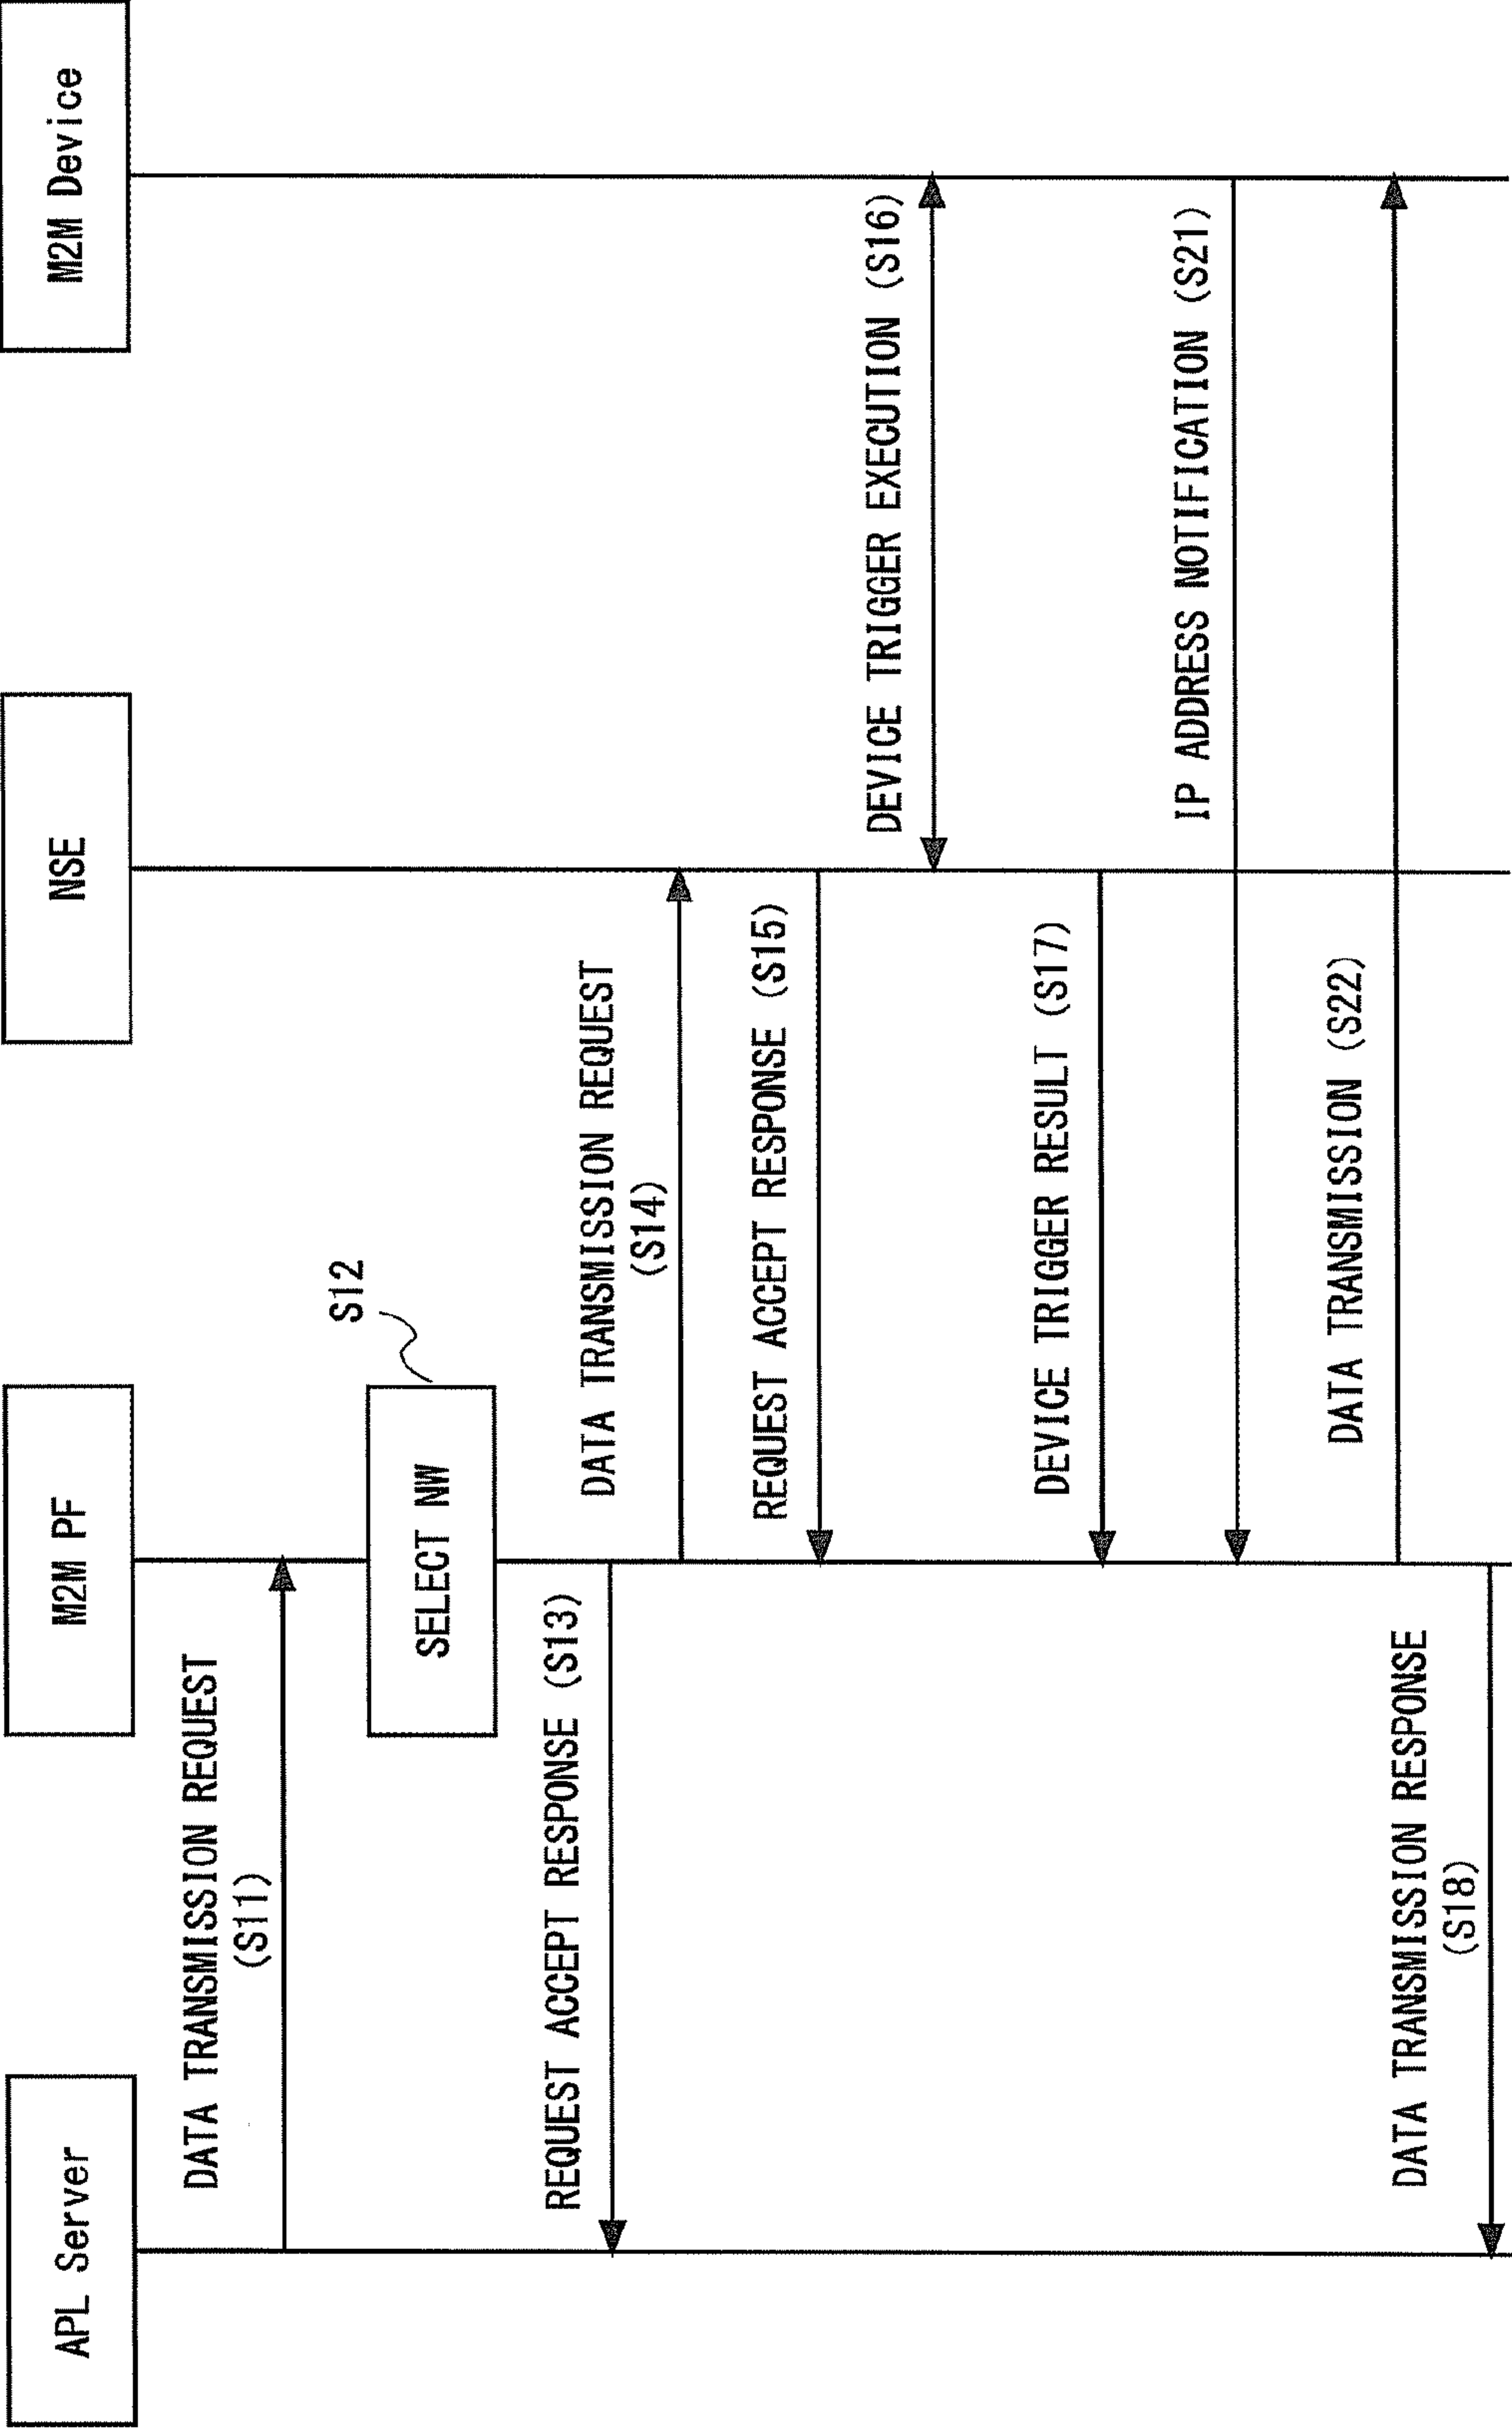 APL Server
M2M PF
NSE
M2M Device
DATA TRANSMISSION REQUEST
(S11)
S12
SELECT NW
REQUEST ACCEPT RESPONSE (S13)
DATA TRANSMISSION REQUEST
(S14)
REQUEST ACCEPT RESPONSE (S15)
DEVICE TRIGGER EXECUTION (S16)
DEVICE TRIGGER RESULT (S17)
IP ADDRESS NOTIFICATION (S21)
DATA TRANSMISSION (S22)
DATA TRANSMISSION RESPONSE
(S18)